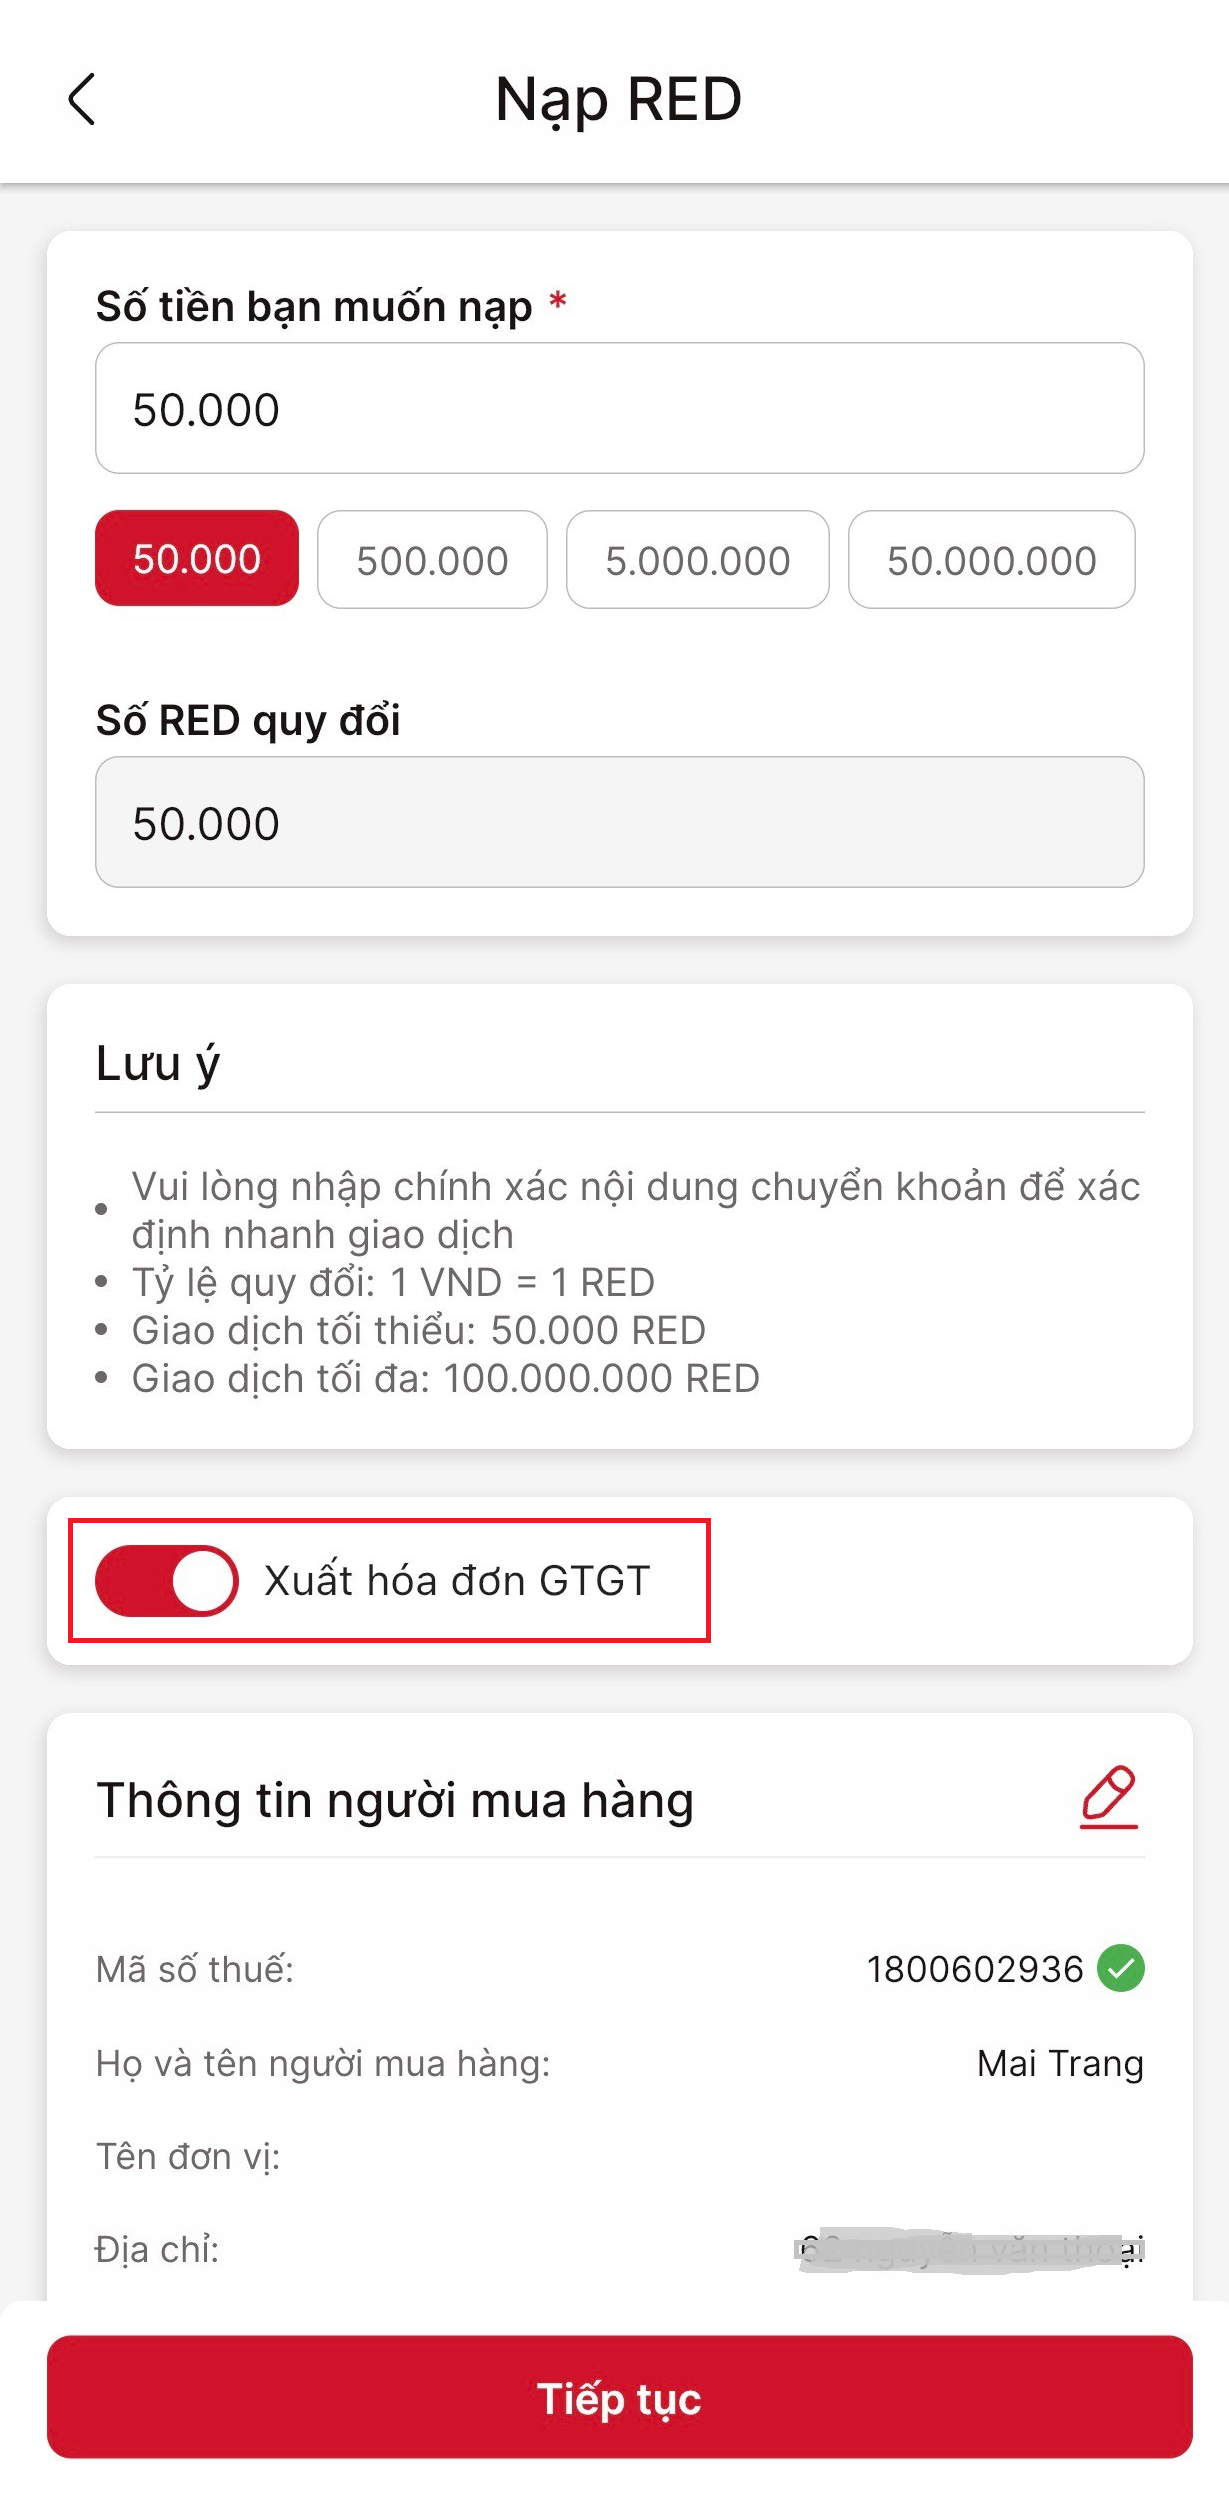 Nạp RED
Số tiền bạn muốn nạp *
50.000
50.000 500.000 5.000.000 50.000.000
Số RED quy đổi
50.000
Lưu ý
• Vui lòng nhập chính xác nội dung chuyển khoản để xác
định nhanh giao dịch
• Tỷ lệ quy đổi: 1 VND = 1 RED
• Giao dịch tối thiểu: 50.000 RED
• Giao dịch tối đa: 100.000.000 RED
Xuất hóa đơn GTGT
Thông tin người mua hàng
Mã số thuế: 1800602936
Họ và tên người mua hàng: Mai Trang
Tên đơn vị:
Địa chỉ:
Tiếp tục